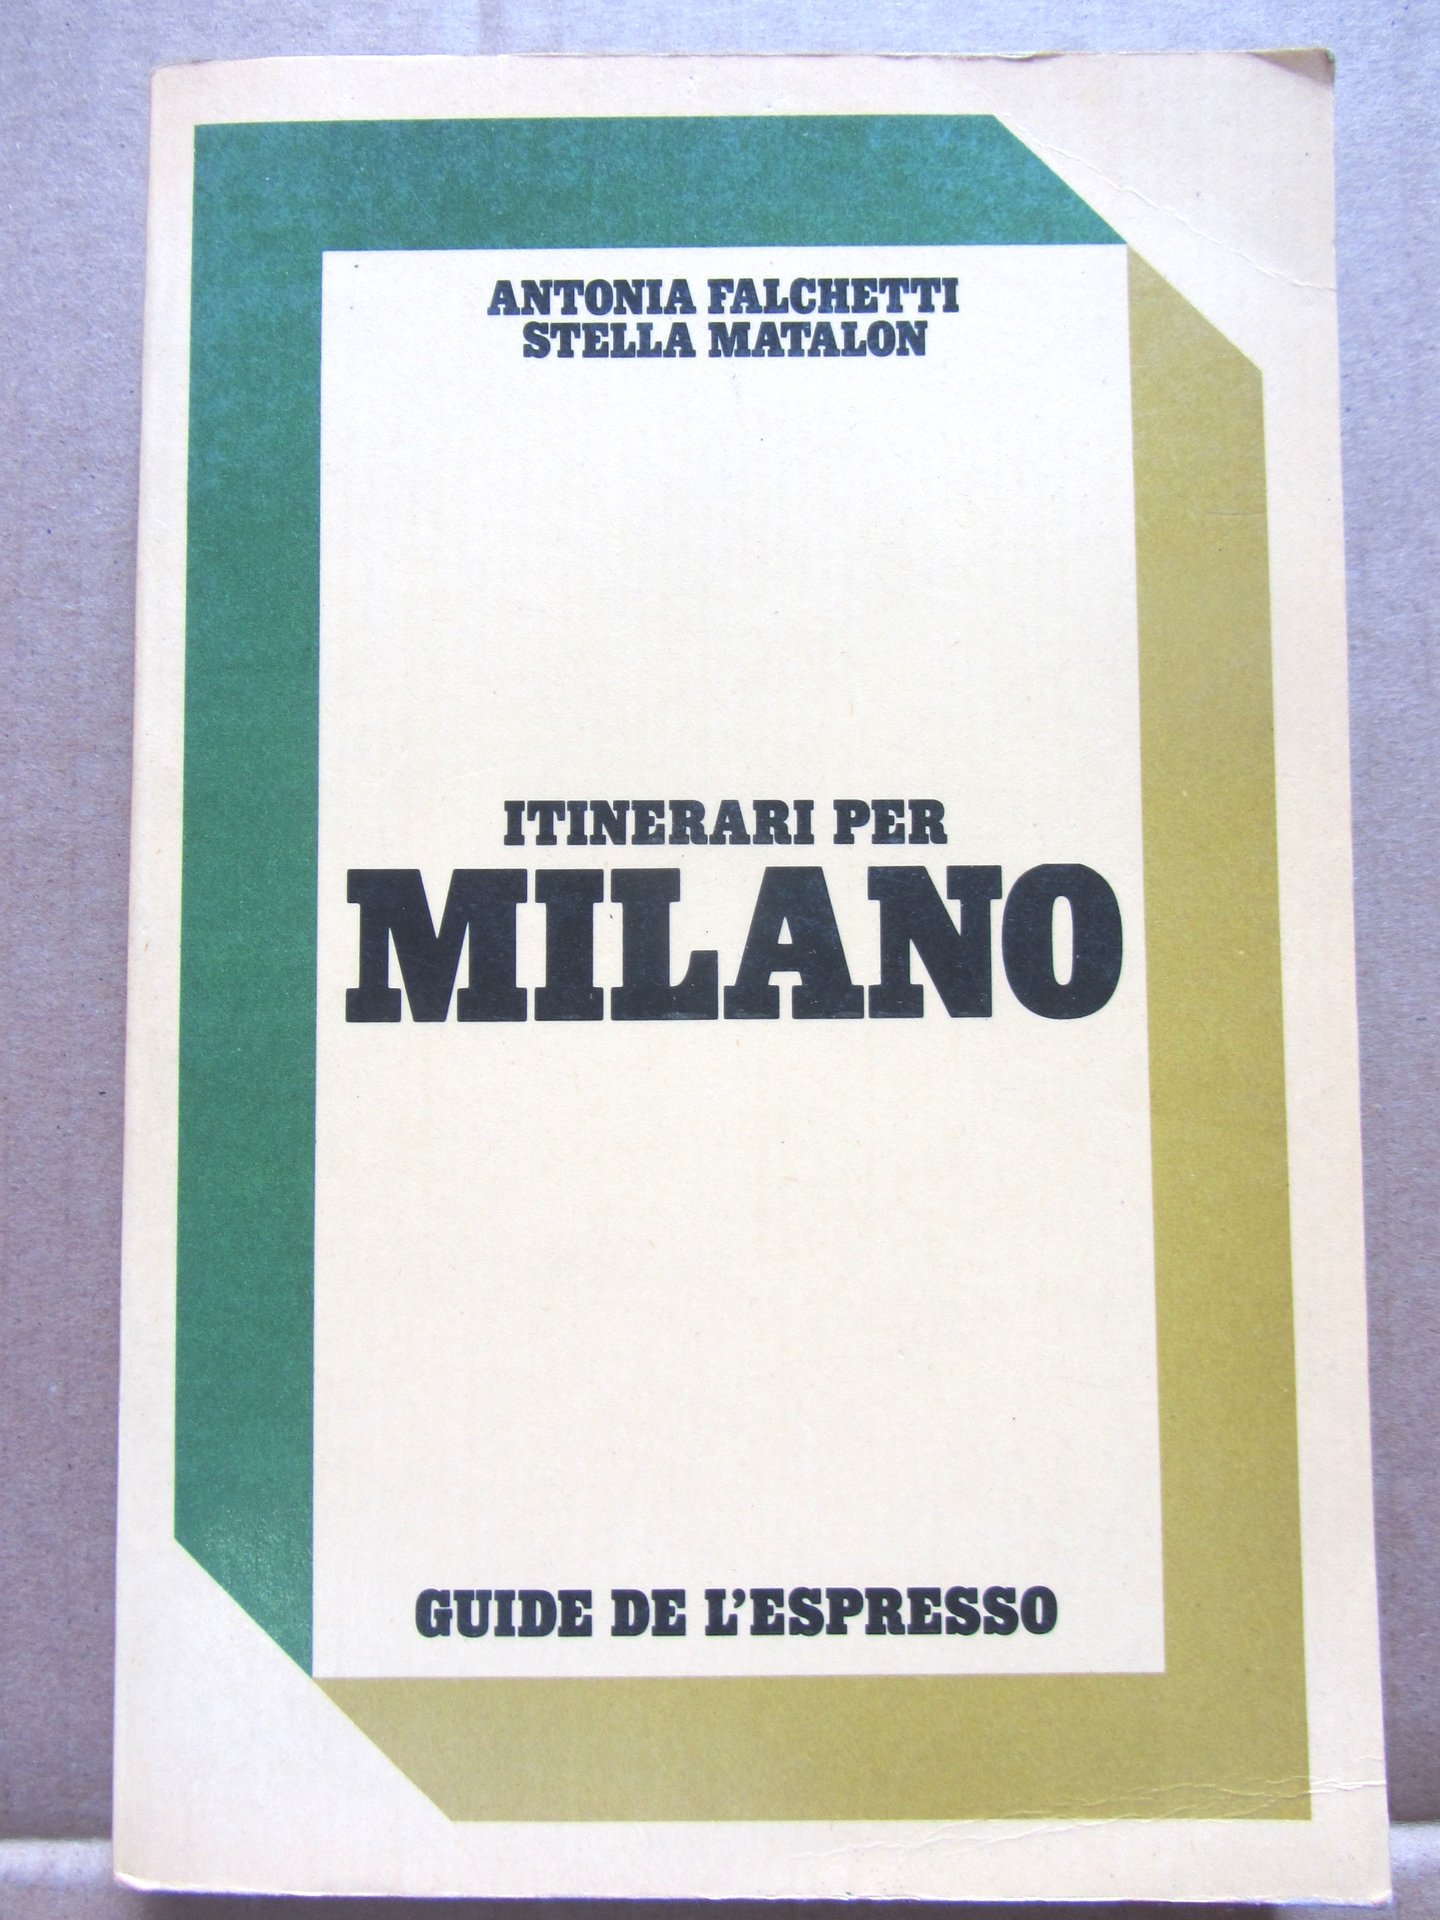 ANTONIA FALCHETTI
STELLA MATALON
ITINERARI PER
MILANO
GUIDE DE L'ESPRESSO